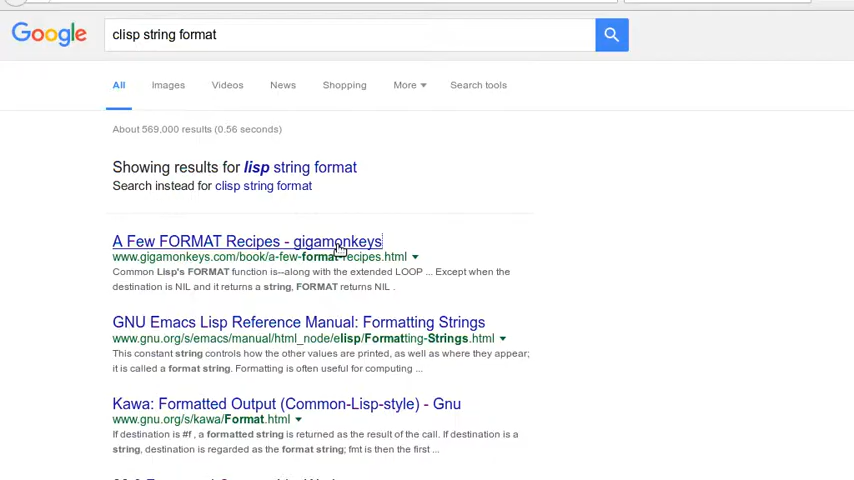 Google
clisp string format
All Images Videos News Shopping More Search tools
About 569,000 results (0.56 seconds)
Showing results for lisp string format
Search instead for clisp string format
A Few FORMAT Recipes - gigamonkeys
www.gigamonkeys.com/book/a-few-format-recipes.html
Common Lisp's FORMAT function is--along with the extended LOOP ... Except when the
destination is NIL and it returns a string, FORMAT returns NIL .
GNU Emacs Lisp Reference Manual: Formatting Strings
www.gnu.org/s/emacs/manual/html_node/elisp/Formatting-Strings.html
This constant string controls how the other values are printed, as well as where they appear;
it is called a format string. Formatting is often useful for computing ...
Kawa: Formatted Output (Common-Lisp-style) - Gnu
www.gnu.org/s/kawa/Format.html
If destination is #f , a formatted string is returned as the result of the call. If destination is a
string, destination is regarded as the format string; fmt is then the first ...